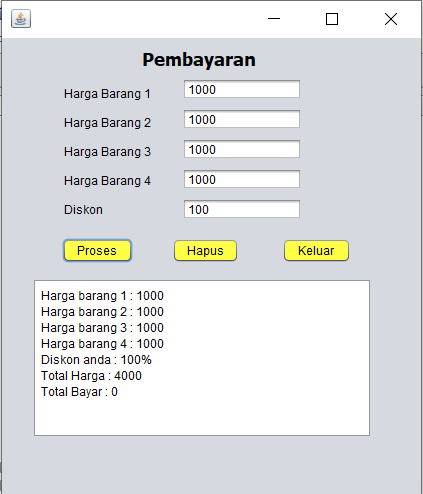 Pembayaran
Harga Barang 1 1000
Harga Barang 2 1000
Harga Barang 3 1000
Harga Barang 4 1000
Diskon 100
Proses Hapus Keluar
Harga barang 1 : 1000
Harga barang 2 : 1000
Harga barang 3 : 1000
Harga barang 4 : 1000
Diskon anda : 100%
Total Harga : 4000
Total Bayar : 0